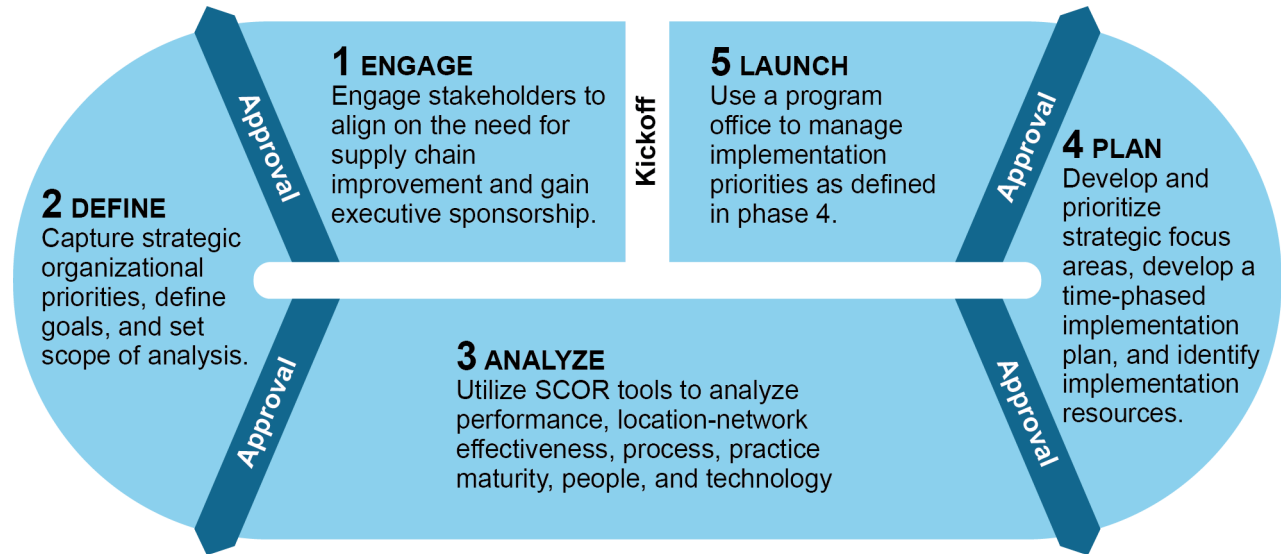 1 ENGAGE
Engage stakeholders to
align on the need for
supply chain
improvement and gain
executive sponsorship.
Approval
2 DEFINE
Capture strategic
organizational
priorities, define
goals, and set
scope of analysis.
Approval
3 ANALYZE
Utilize SCOR tools to analyze
performance, location-network
effectiveness, process, practice
maturity, people, and technology
Approval
4 PLAN
Develop and
prioritize
strategic focus
areas, develop a
time-phased
implementation
plan, and identify
implementation
resources.
Approval
5 LAUNCH
Use a program
office to manage
implementation
priorities as defined
in phase 4.
Kickoff